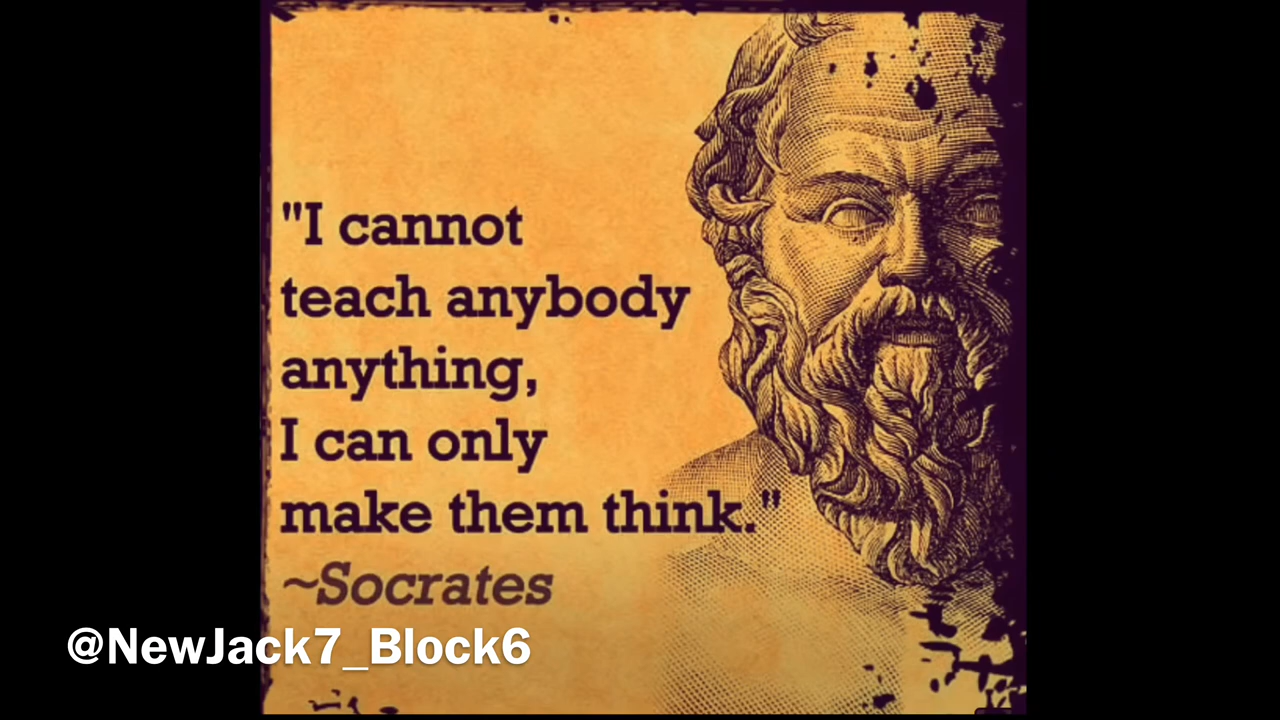 "I cannot
teach anybody
anything,
I can only
make them think."
~Socrates
@NewJack7_Block6